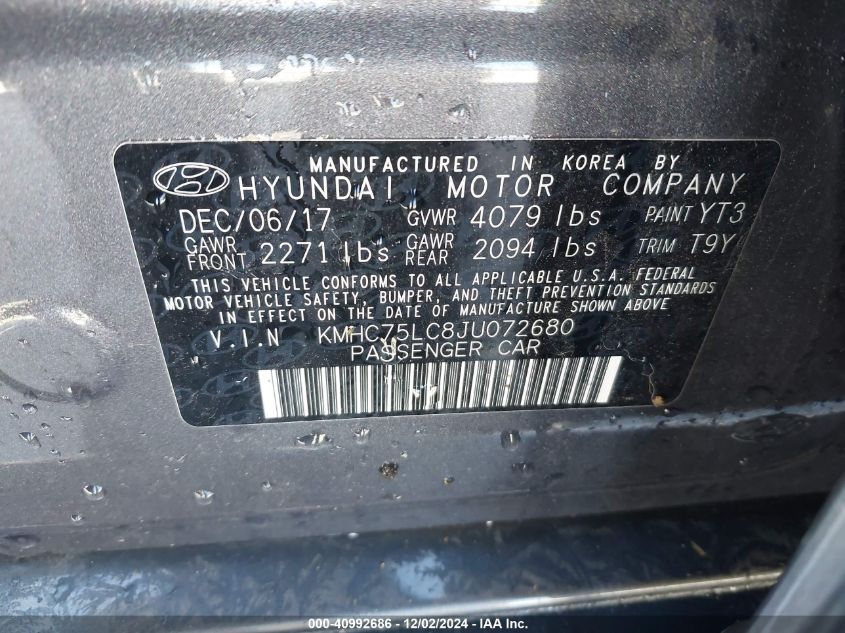 MANUFACTURED IN KOREA BY
HYUNDAI MOTOR COMPANY
DEC/06/17 GVWR 4079 lbs PAINT YT3
GAWR FRONT 2271 lbs GAWR REAR 2094 lbs TRIM T9Y
THIS VEHICLE CONFORMS TO ALL APPLICABLE U.S.A. FEDERAL
MOTOR VEHICLE SAFETY, BUMPER, AND THEFT PREVENTION STANDARDS
IN EFFECT ON THE DATE OF MANUFACTURE SHOWN ABOVE
V.I.N KMHC75LC8JU072680
PASSENGER CAR
000-40992686 - 12/02/2024 - IAA Inc.